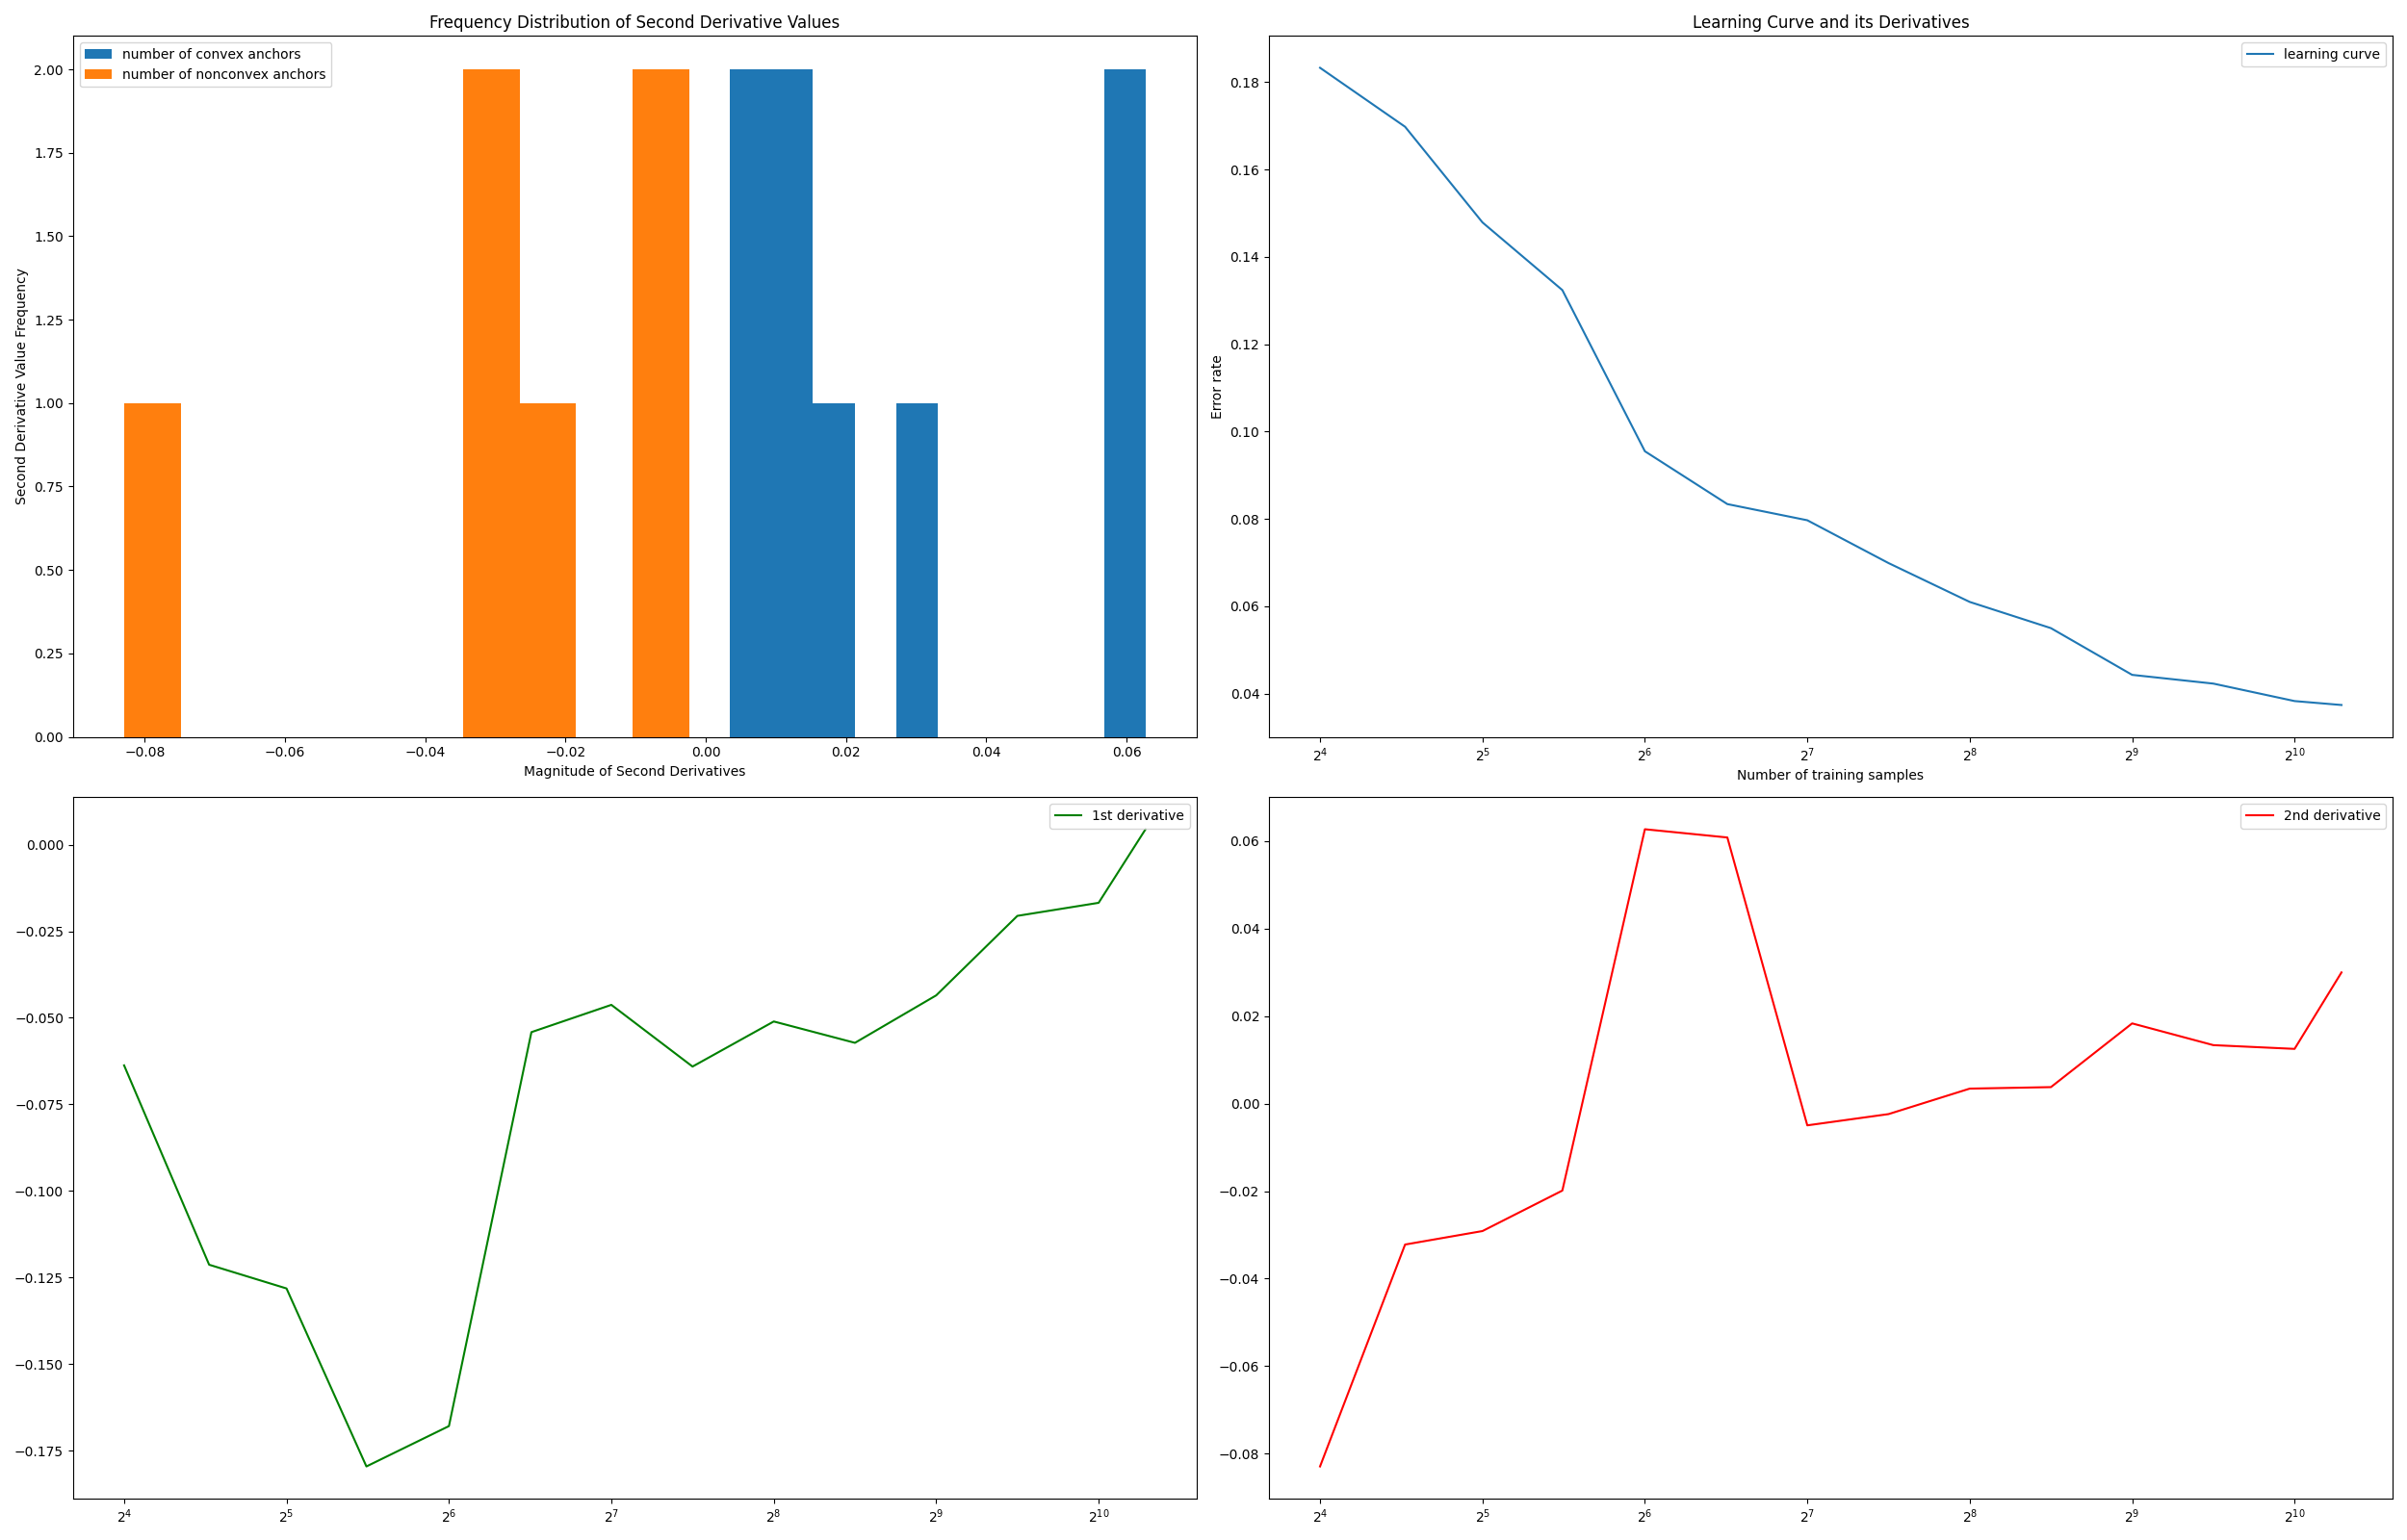 Frequency Distribution of Second Derivative Values
number of convex anchors
number of nonconvex anchors
2.00
1.75
1.50
1.25
1.00
0.75
0.50
0.25
0.00
Second Derivative Value Frequency
−0.08 −0.06 −0.04 −0.02 0.00 0.02 0.04 0.06
Magnitude of Second Derivatives
Learning Curve and its Derivatives
learning curve
0.18
0.16
0.14
0.12
0.10
0.08
0.06
0.04
Error rate
2⁴ 2⁵ 2⁶ 2⁷ 2⁸ 2⁹ 2¹⁰
Number of training samples
1st derivative
0.000
−0.025
−0.050
−0.075
−0.100
−0.125
−0.150
−0.175
2⁴ 2⁵ 2⁶ 2⁷ 2⁸ 2⁹ 2¹⁰
2nd derivative
0.06
0.04
0.02
0.00
−0.02
−0.04
−0.06
−0.08
2⁴ 2⁵ 2⁶ 2⁷ 2⁸ 2⁹ 2¹⁰